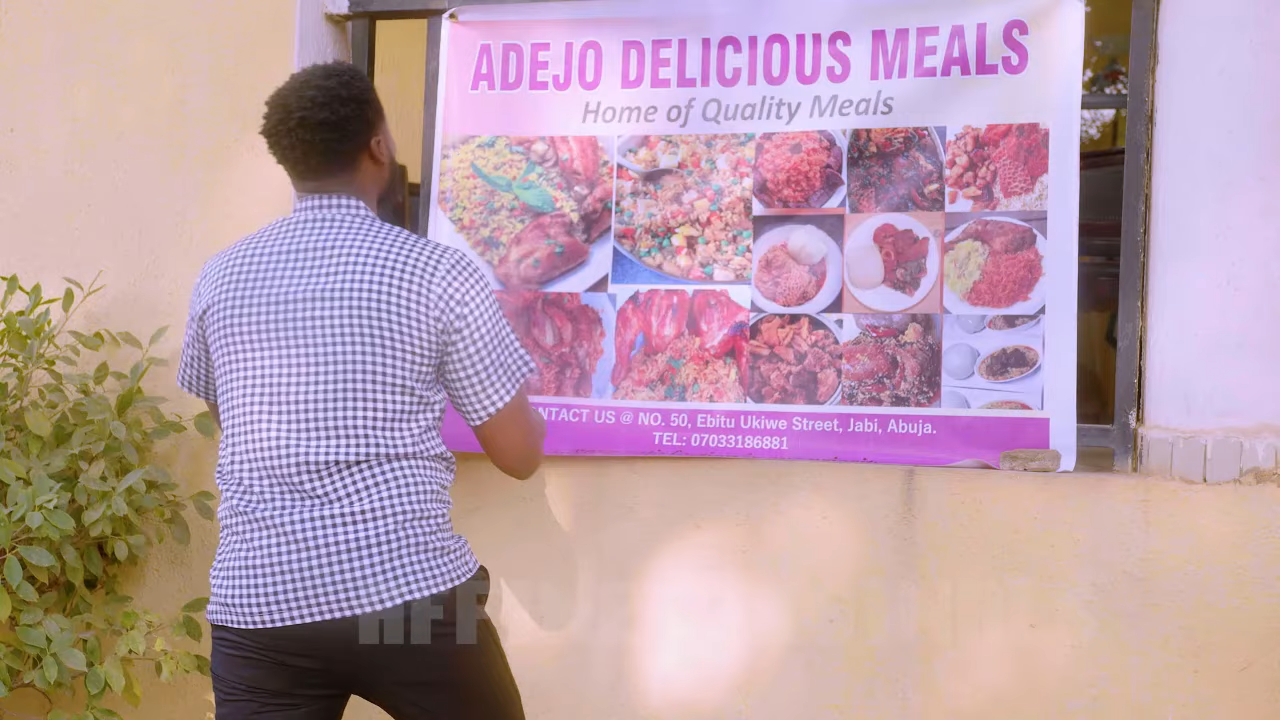 ADEJO DELICIOUS MEALS
Home of Quality Meals
NTACT US @ NO. 50, Ebitu Ukiwe Street, Jabi, Abuja.
TEL: 07033186881